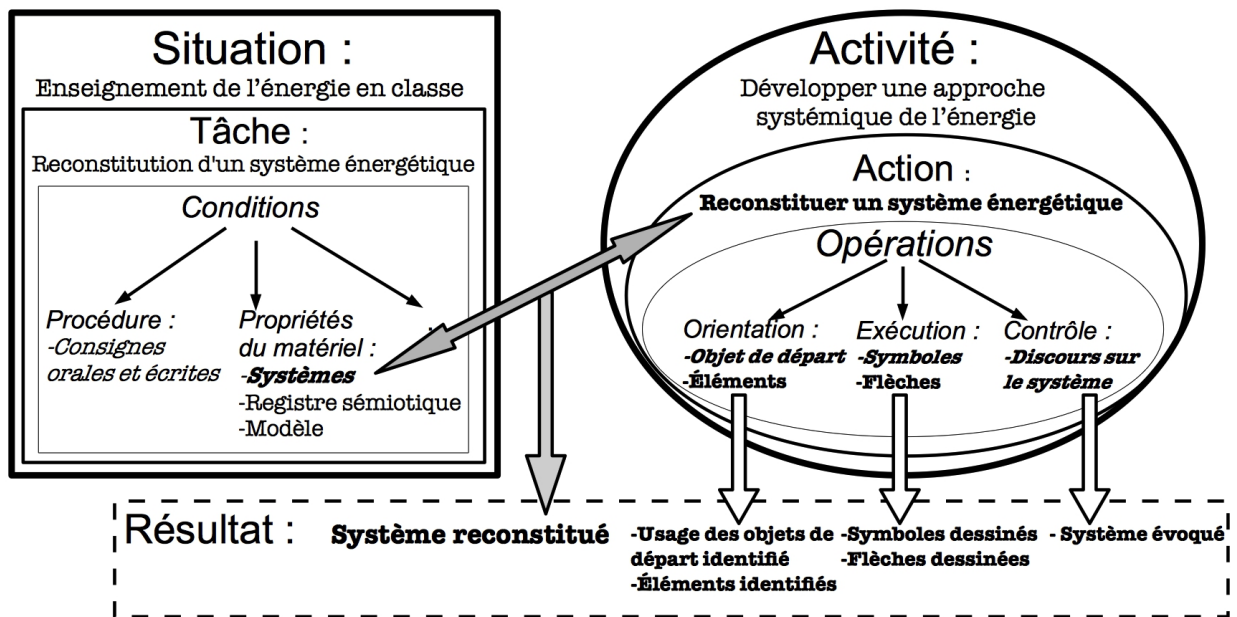 Situation :
Enseignement de l'énergie en classe
Tâche :
Reconstitution d'un système énergétique
Conditions
Procédure :
-Consignes
orales et écrites
Propriétés
du matériel :
-Systèmes
-Registre sémiotique
-Modèle
.
Activité :
Développer une approche
systémique de l'énergie
Action :
Reconstituer un système énergétique
Opérations
Orientation :
-Objet de départ
-Éléments
Exécution :
-Symboles
-Flèches
Contrôle :
-Discours sur
le système
Résultat :
Système reconstitué
-Usage des objets de
départ identifié
-Éléments identifiés
-Symboles dessinés
-Flèches dessinées
- Système évoqué